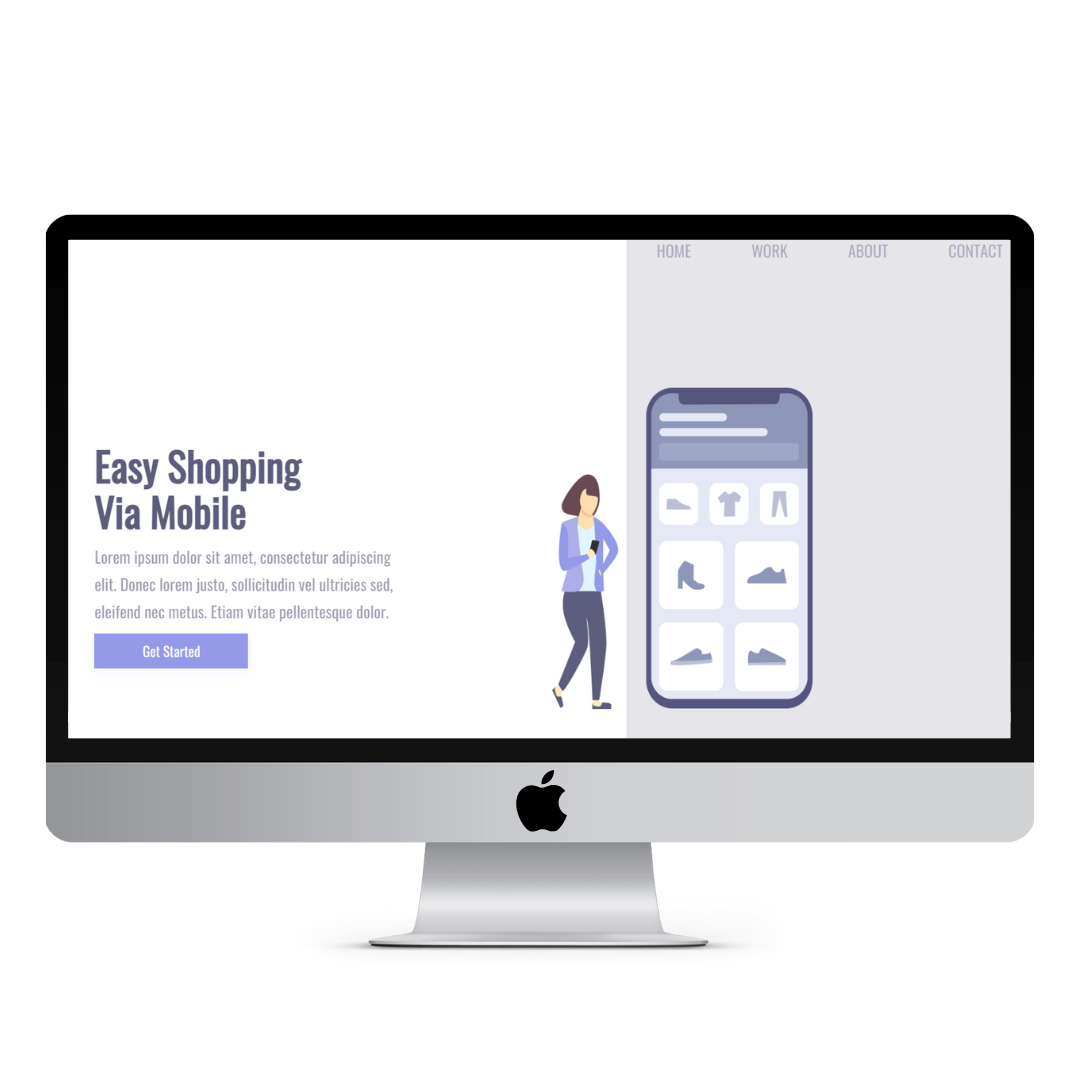 HOME WORK ABOUT CONTACT
Easy Shopping
Via Mobile
Lorem ipsum dolor sit amet, consectetur adipiscing
elit. Donec lorem justo, sollicitudin vel ultricies sed,
eleifend nec metus. Etiam vitae pellentesque dolor.
Get Started